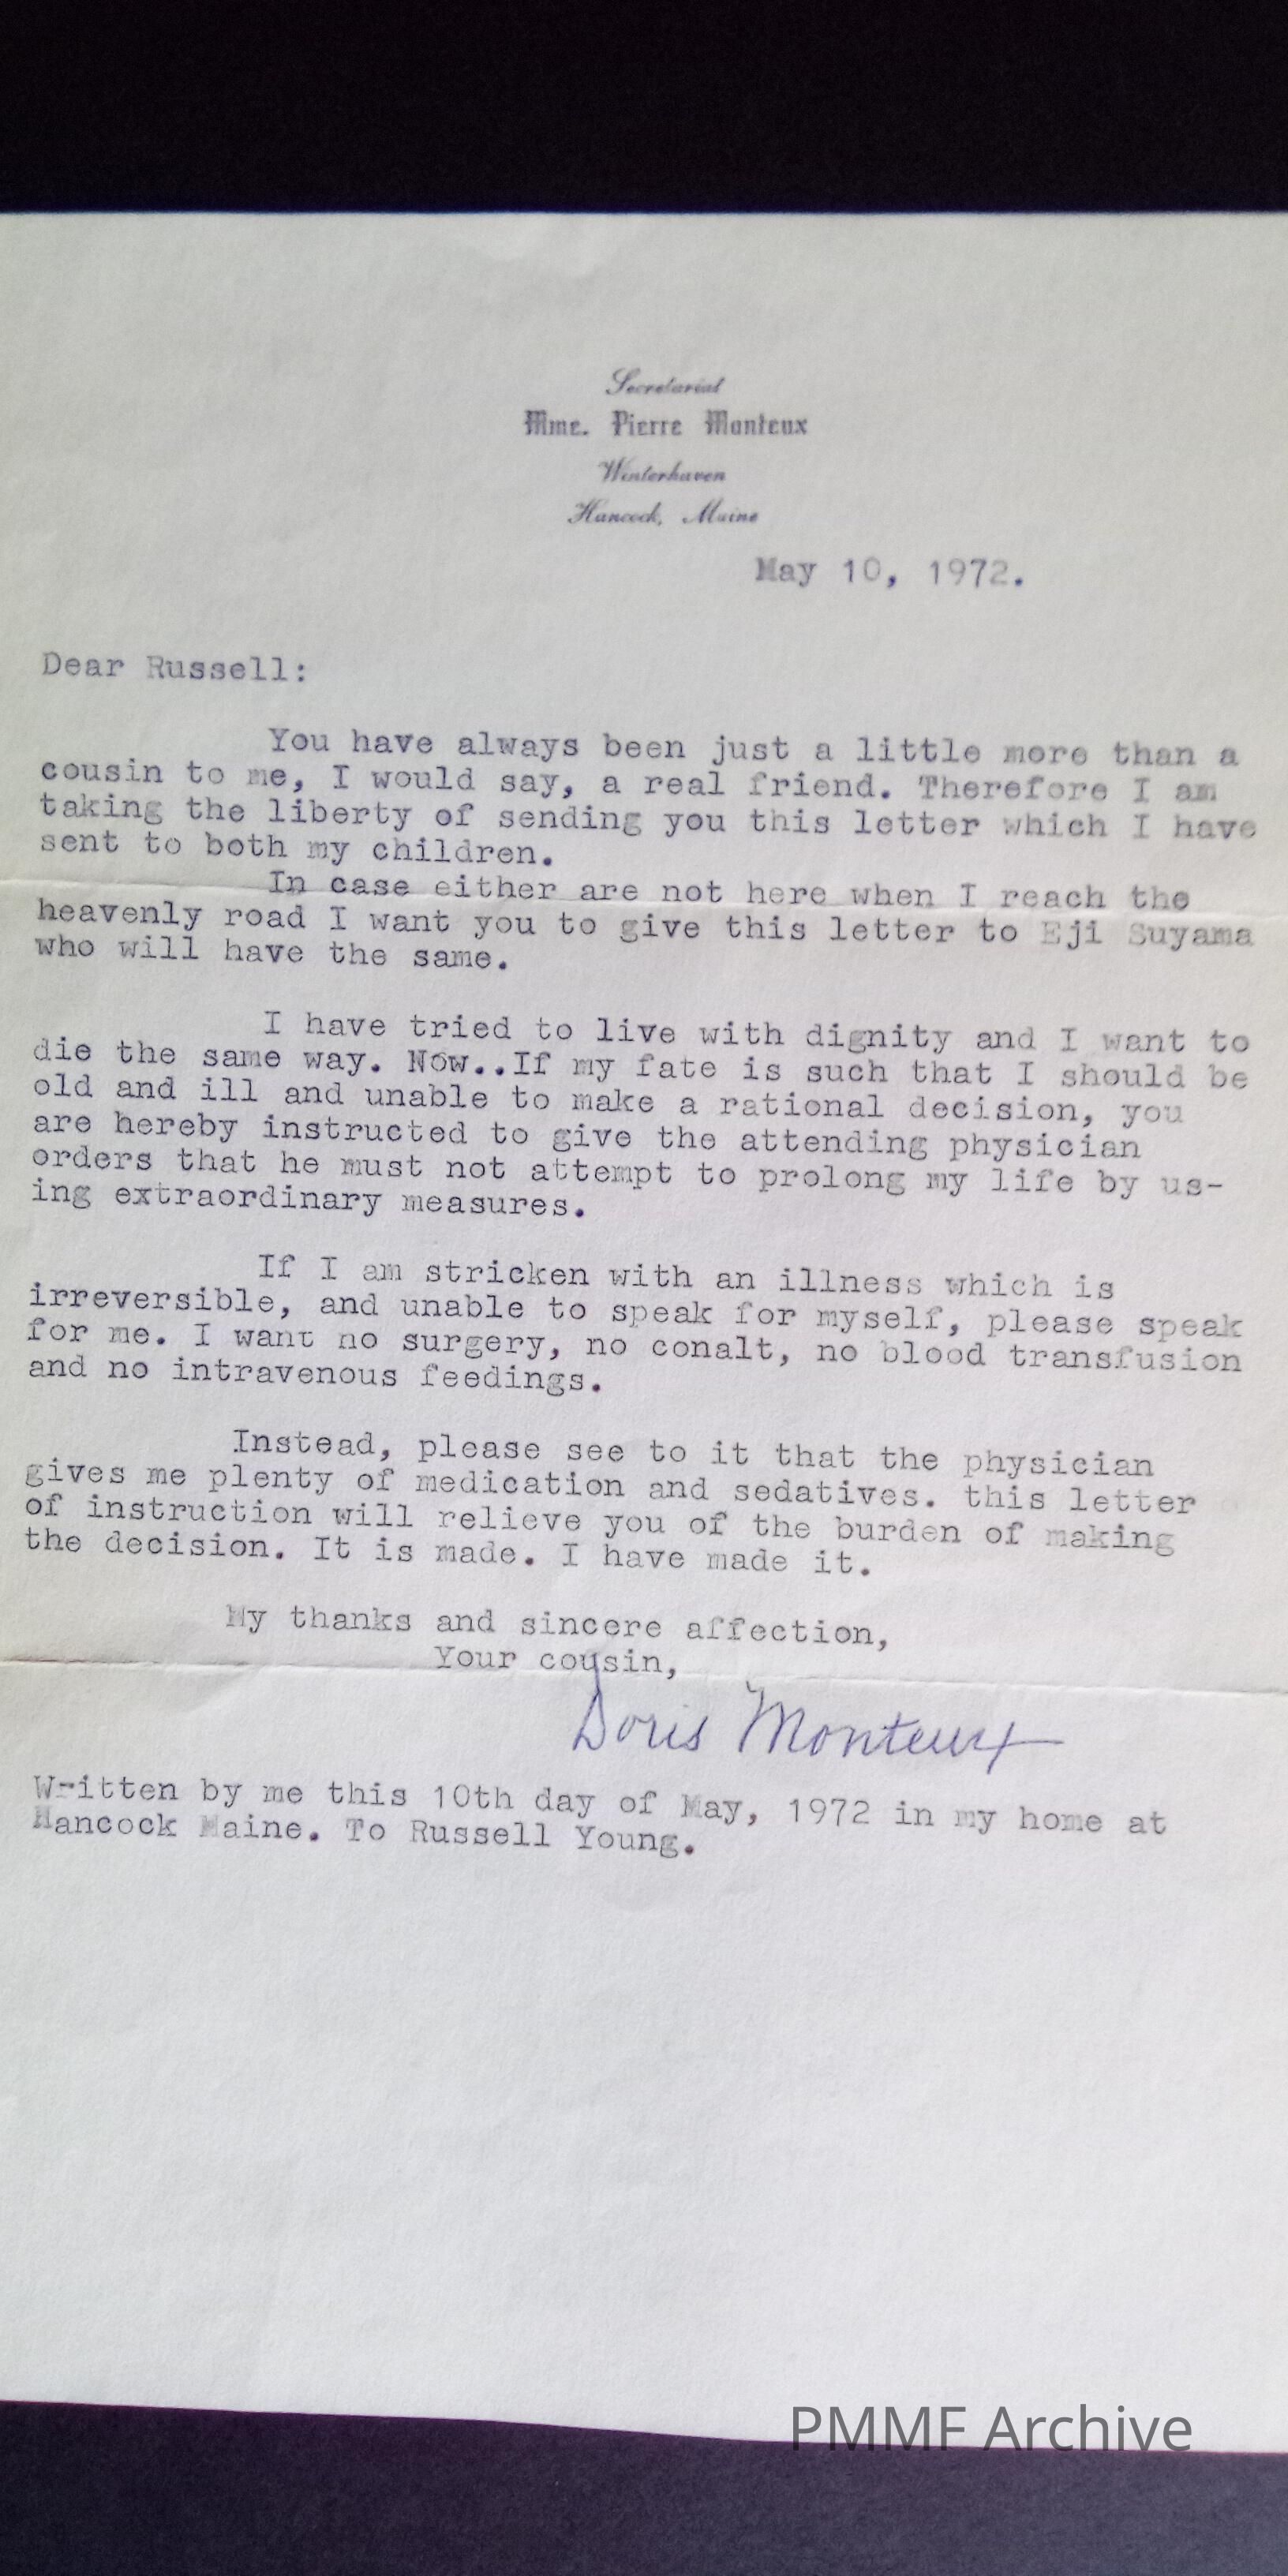 Secretariat
Mme. Pierre Monteux
Winterhaven
Hancock, Maine
May 10, 1972.
Dear Russell:
You have always been just a little more than a
cousin to me, I would say, a real friend. Therefore I am
taking the liberty of sending you this letter which I have
sent to both my children.
In case either are not here when I reach the
heavenly road I want you to give this letter to Eji Suyama
who will have the same.
I have tried to live with dignity and I want to
die the same way. Now..If my fate is such that I should be
old and ill and unable to make a rational decision, you
are hereby instructed to give the attending physician
orders that he must not attempt to prolong my life by us-
ing extraordinary measures.
If I am stricken with an illness which is
irreversible, and unable to speak for myself, please speak
for me. I want no surgery, no conalt, no blood transfusion
and no intravenous feedings.
Instead, please see to it that the physician
gives me plenty of medication and sedatives. this letter
of instruction will relieve you of the burden of making
the decision. It is made. I have made it.
My thanks and sincere affection,
Your cousin,
Doris Monteux
Written by me this 10th day of May, 1972 in my home at
Hancock Maine. To Russell Young.
PMMF Archive